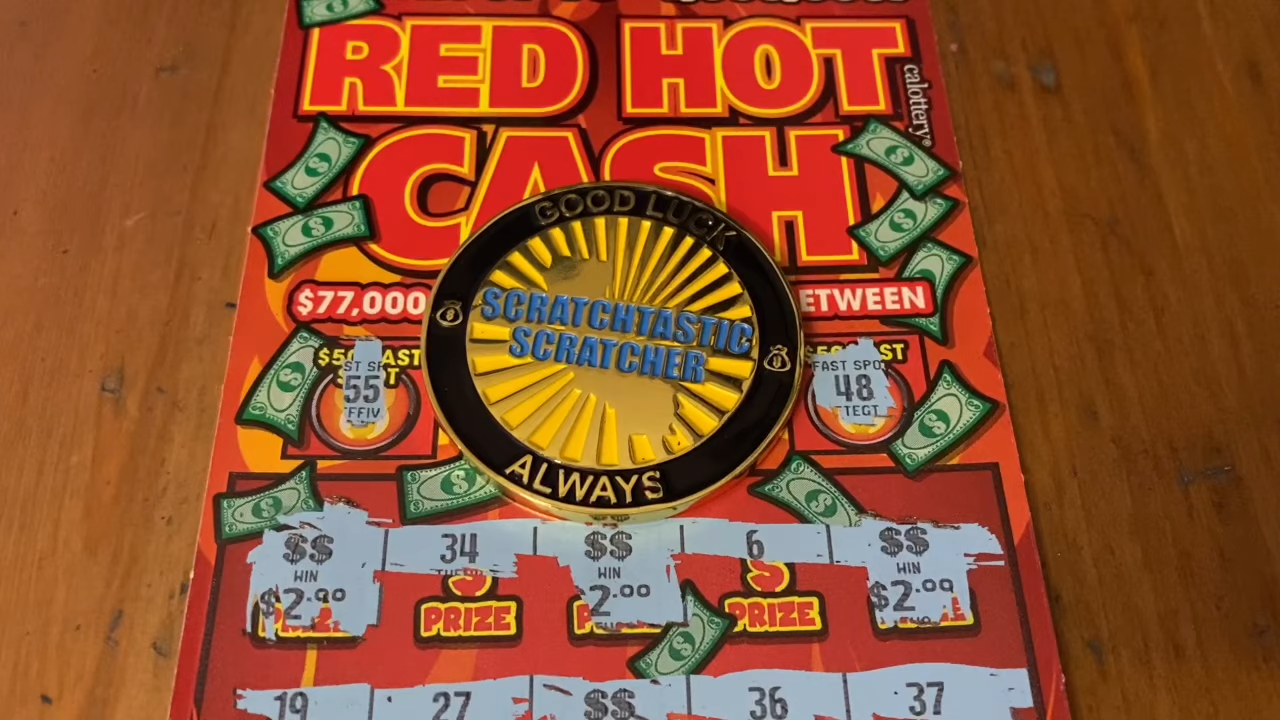 RED HOT
CASH
calottery
$77,000
ETWEEN
GOOD LUCK
SCRATCHTASTIC
SCRATCHER
ALWAYS
55
FAST SPO
48
$$ 34 $$ 6 $$
WIN WIN WIN
$2.00 PRIZE 2.00 PRIZE $2.00
19 27 $$ 36 37